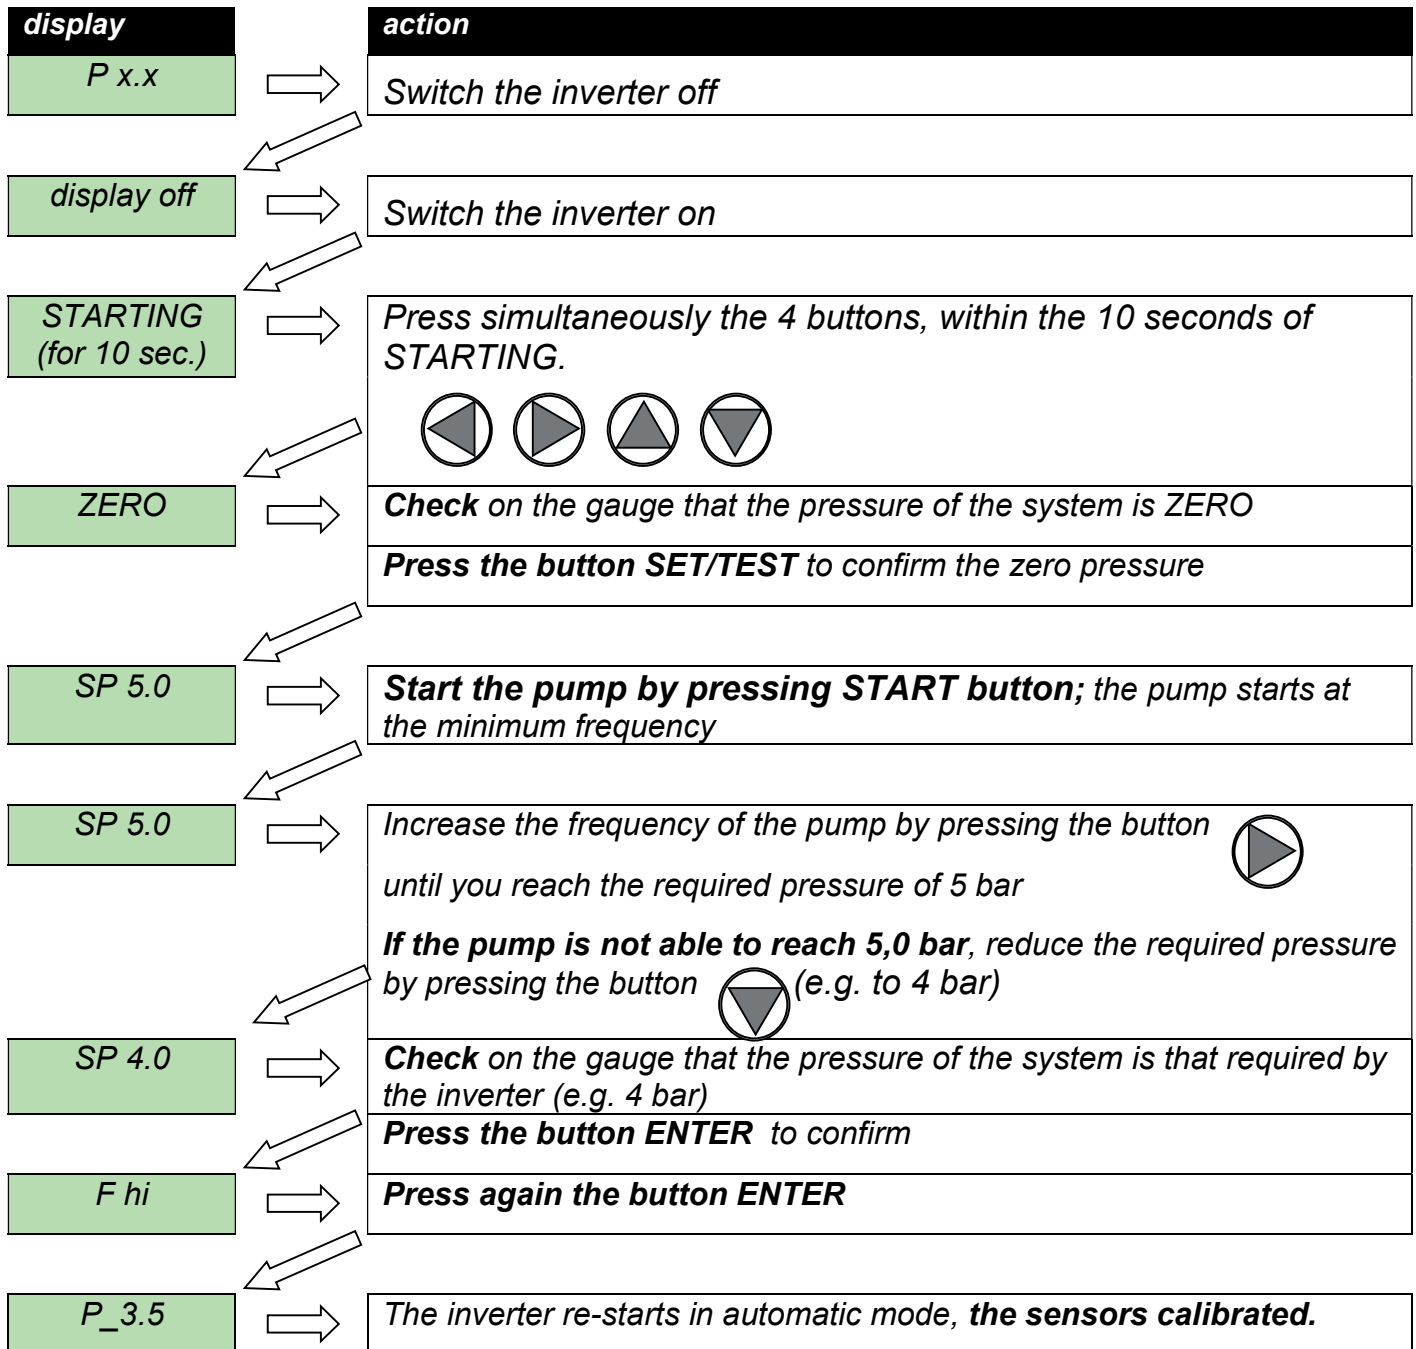 display
action
P x.x
Switch the inverter off
display off
Switch the inverter on
STARTING
(for 10 sec.)
Press simultaneously the 4 buttons, within the 10 seconds of
STARTING.
ZERO
Check on the gauge that the pressure of the system is ZERO
Press the button SET/TEST to confirm the zero pressure
SP 5.0
Start the pump by pressing START button; the pump starts at
the minimum frequency
SP 5.0
Increase the frequency of the pump by pressing the button
until you reach the required pressure of 5 bar
If the pump is not able to reach 5,0 bar, reduce the required pressure
by pressing the button (e.g. to 4 bar)
SP 4.0
Check on the gauge that the pressure of the system is that required by
the inverter (e.g. 4 bar)
Press the button ENTER to confirm
F hi
Press again the button ENTER
P_3.5
The inverter re-starts in automatic mode, the sensors calibrated.